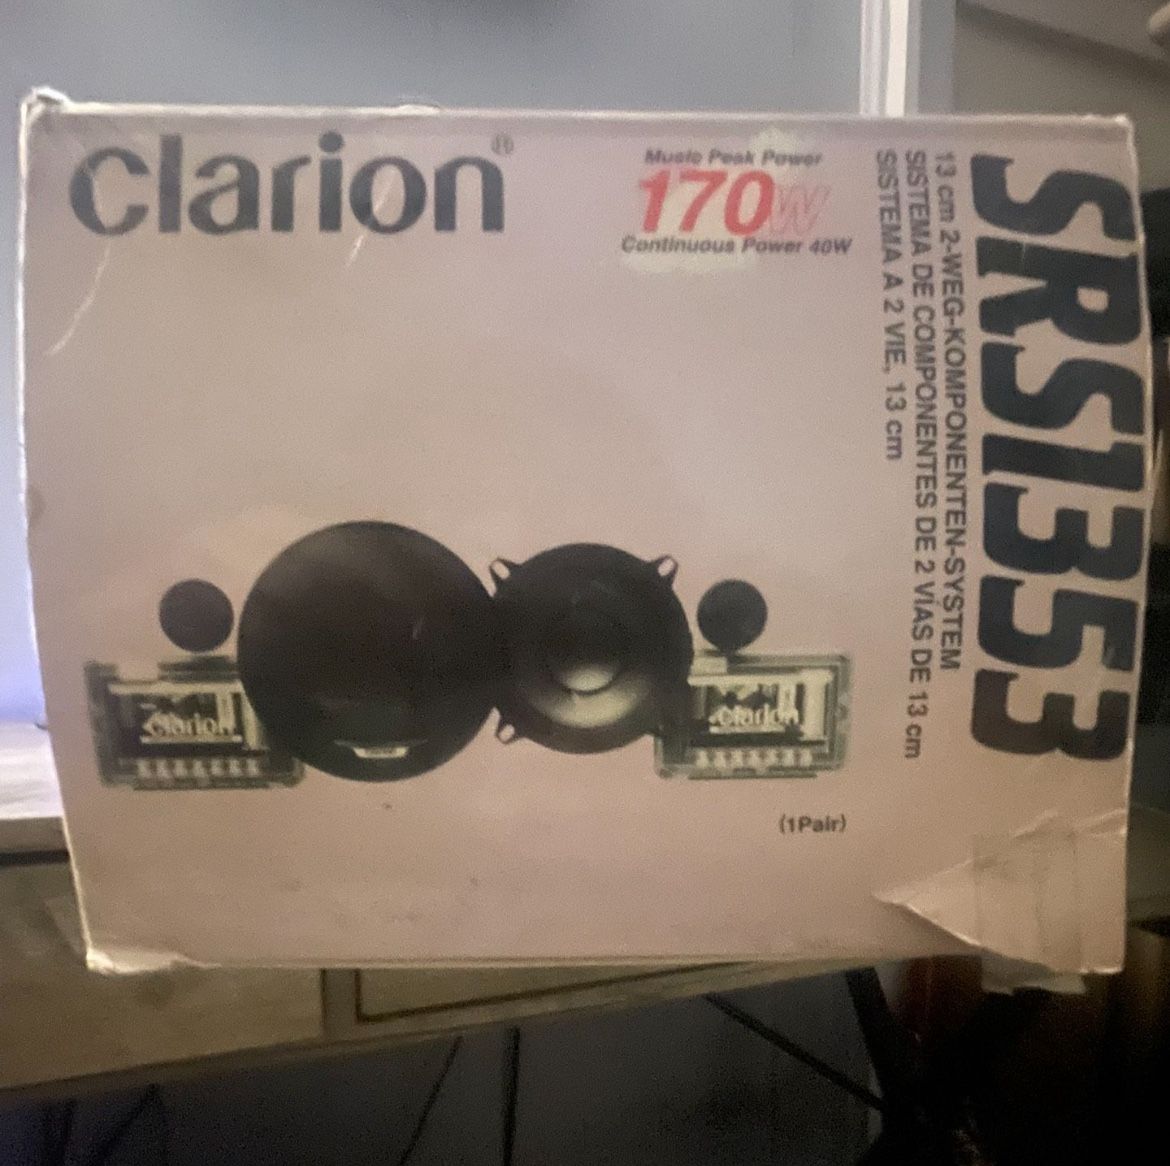 clarion®
Music Peak Power
170W
Continuous Power 40W
SRS1353
13 cm 2-WEG-KOMPONENTEN-SYSTEM
SISTEMA DE COMPONENTES DE 2 VÍAS DE 13 cm
SISTEMA A 2 VIE, 13 cm
clarion
clarion
(1Pair)